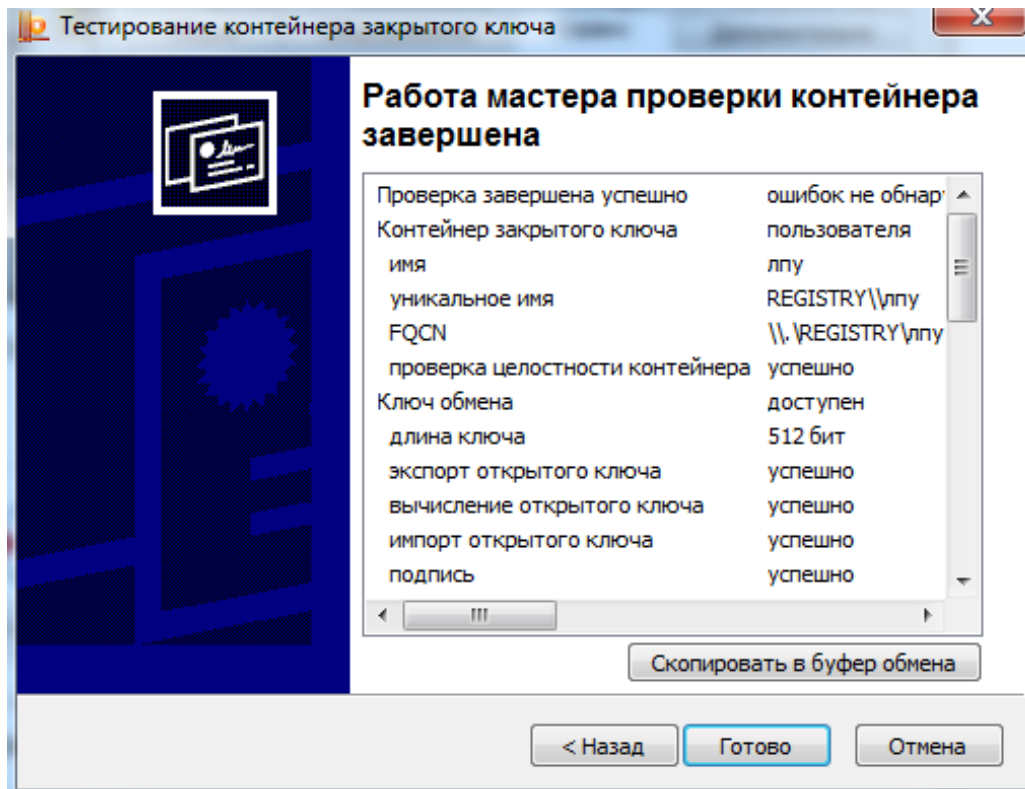 Тестирование контейнера закрытого ключа
Работа мастера проверки контейнера
завершена
Проверка завершена успешно ошибок не обнар
Контейнер закрытого ключа пользователя
имя лпу
уникальное имя REGISTRY\\лпу
FQCN \\.\REGISTRY\лпу
проверка целостности контейнера успешно
Ключ обмена доступен
длина ключа 512 бит
экспорт открытого ключа успешно
вычисление открытого ключа успешно
импорт открытого ключа успешно
подпись успешно
Скопировать в буфер обмена
< Назад Готово Отмена